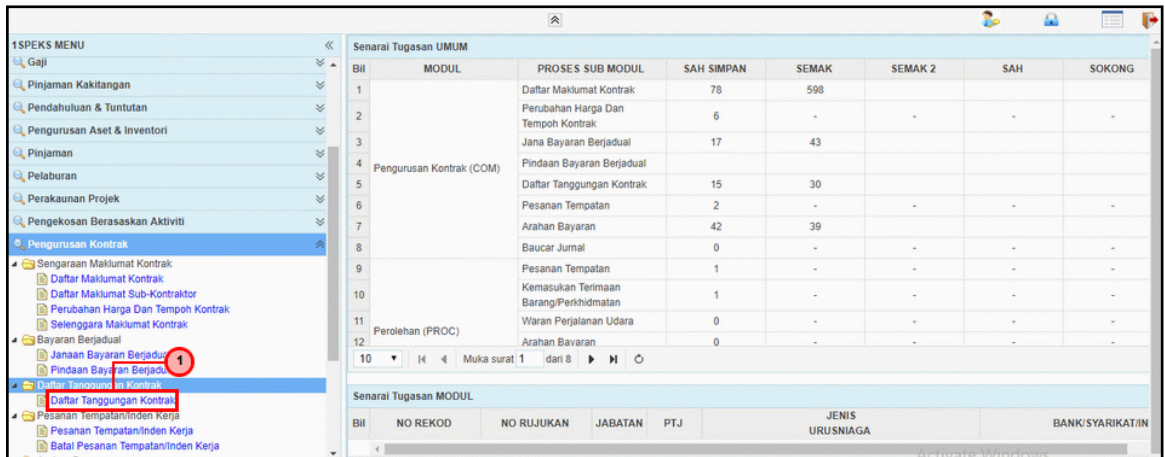 1SPEKS MENU
Gaji
Pinjaman Kakitangan
Pendahuluan & Tuntutan
Pengurusan Aset & Inventori
Pinjaman
Pelaburan
Perakaunan Projek
Pengekosan Berasaskan Aktiviti
Pengurusan Kontrak
Sengaraan Maklumat Kontrak
Daftar Maklumat Kontrak
Daftar Maklumat Sub-Kontraktor
Perubahan Harga Dan Tempoh Kontrak
Selenggara Maklumat Kontrak
Bayaran Berjadual
Janaan Bayaran
Pindaan Bayaran
1
Daftar Tanggungan Kontrak
Daftar Tanggungan Kontrak
Pesanan Tempatan/Inden Kerja
Pesanan Tempatan/Inden Kerja
Batal Pesanan Tempatan/Inden Kerja
Senarai Tugasan UMUM
Bil MODUL PROSES SUB MODUL SAH SIMPAN SEMAK SEMAK 2 SAH SOKONG
1 Daftar Maklumat Kontrak 78 598
2 Perubahan Harga Dan
Tempoh Kontrak 6 - - - -
3 Jana Bayaran Berjadual 17 43
4 Pengurusan Kontrak (COM) Pindaan Bayaran Berjadual
5 Daftar Tanggungan Kontrak 15 30
6 Pesanan Tempatan 2 - - - -
7 Arahan Bayaran 42 39
8 Baucar Jurnal 0 - - - -
9 Pesanan Tempatan 1 - - - -
10 Kemasukan Terimaan
Barang/Perkhidmatan 1 - - - -
11 Perolehan (PROC) Waran Perjalanan Udara 0 - - - -
12 Arahan Bayaran 0 - - - -
10 Muka surat 1 dari 8
Senarai Tugasan MODUL
Bil NO REKOD NO RUJUKAN JABATAN PTJ JENIS
URUSNIAGA BANK/SYARIKAT/IN
Activate Windows